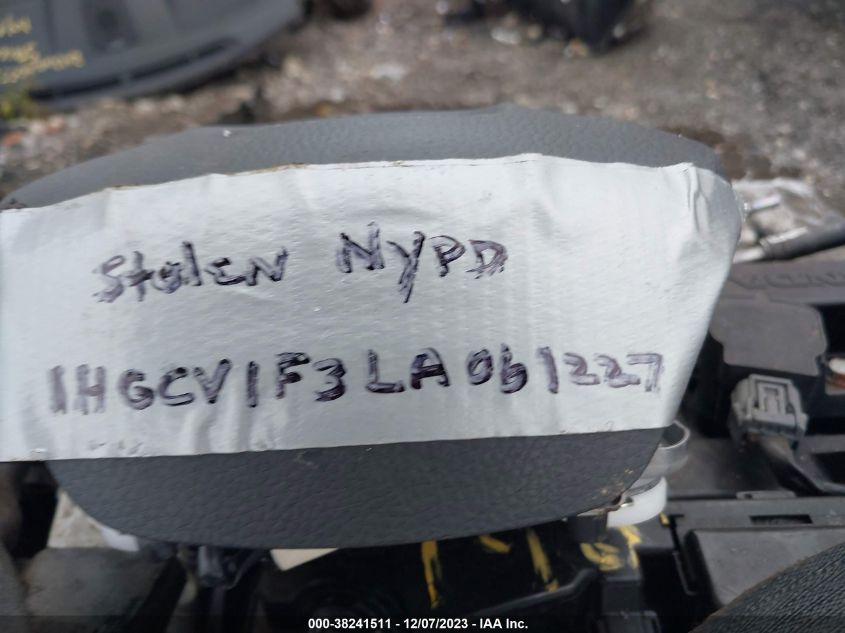 StolEN NYPD
1HGCV1F3LA061227
000-38241511 - 12/07/2023 - IAA Inc.